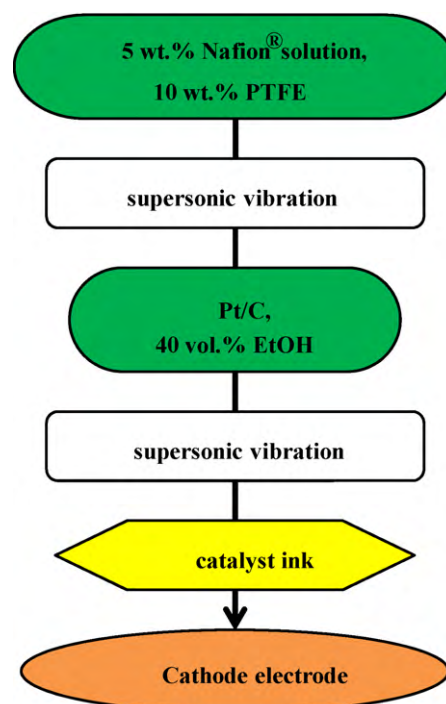 5 wt.% Nafion® solution,
10 wt.% PTFE
supersonic vibration
Pt/C,
40 vol.% EtOH
supersonic vibration
catalyst ink
Cathode electrode